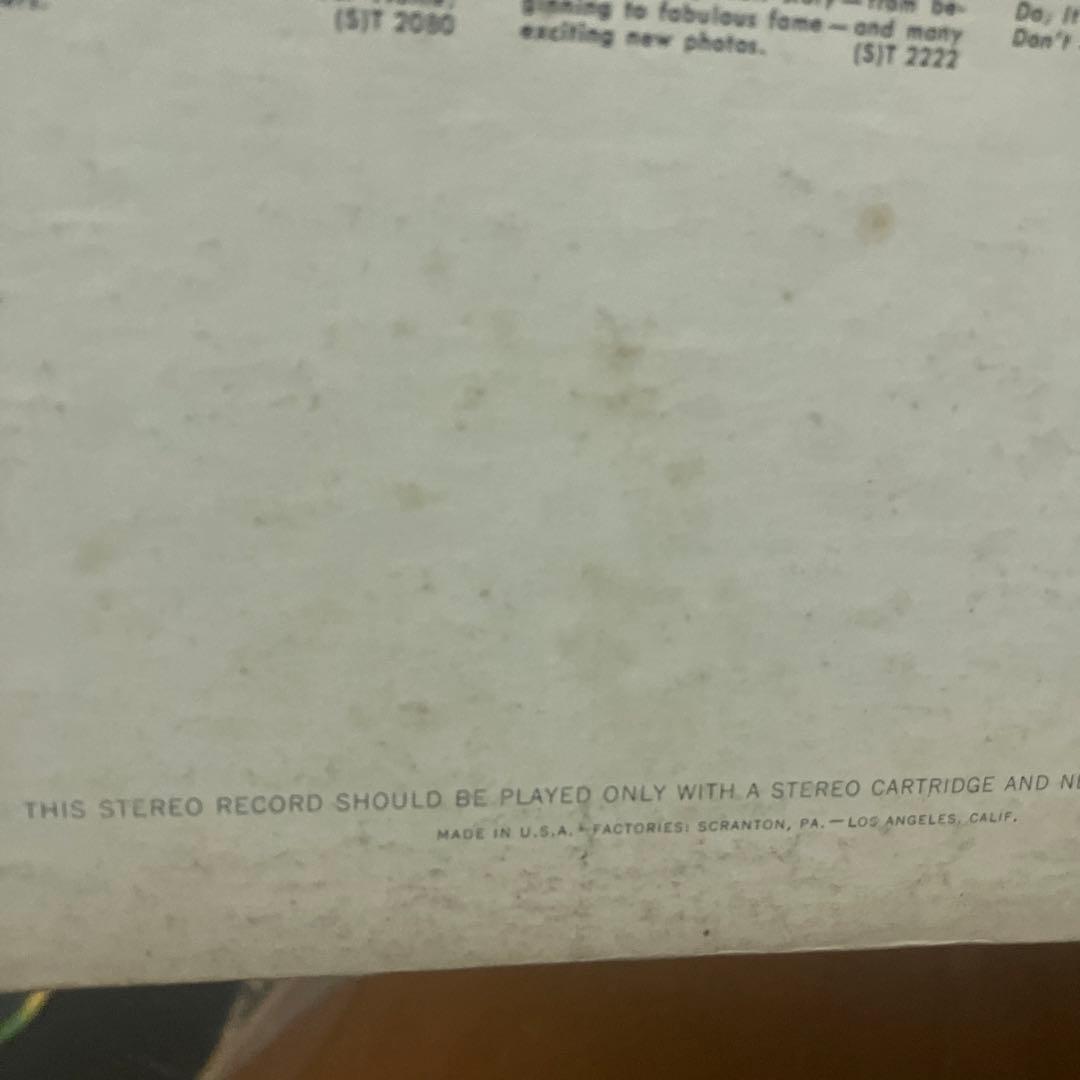 (S)T 2080
ginning to fabulous fame—and many
exciting new photos. (S)T 2222
Do, It
Don't
THIS STEREO RECORD SHOULD BE PLAYED ONLY WITH A STEREO CARTRIDGE AND NE
MADE IN U.S.A. FACTORIES: SCRANTON, PA.—LOS ANGELES, CALIF.